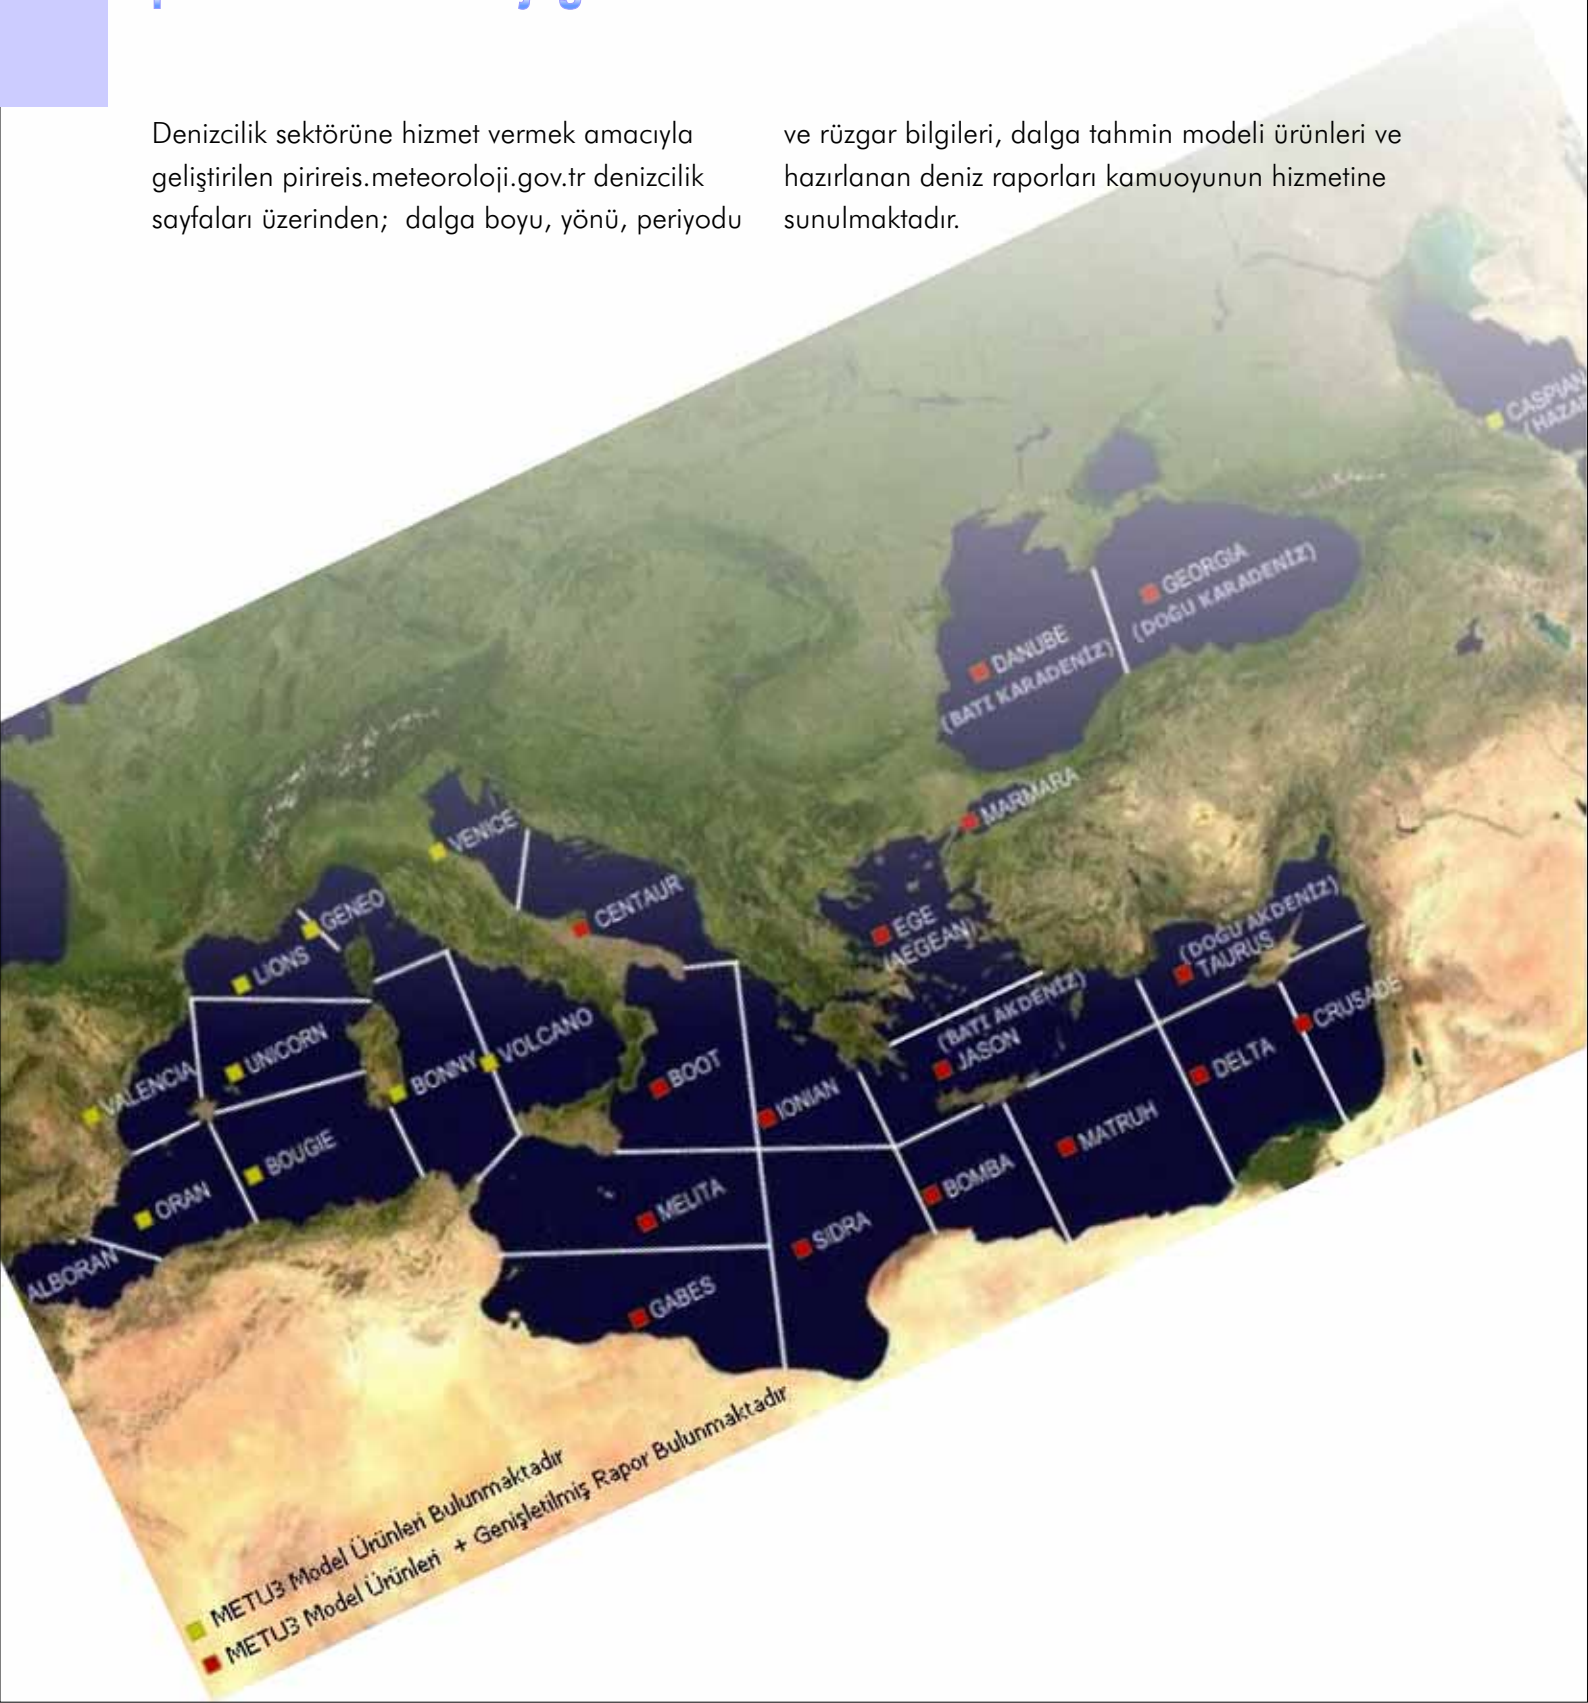 Denizcilik sektörüne hizmet vermek amacıyla
geliştirilen pirireis.meteoroloji.gov.tr denizcilik
sayfaları üzerinden;  dalga boyu, yönü, periyodu
ve rüzgar bilgileri, dalga tahmin modeli ürünleri ve
hazırlanan deniz raporları kamuoyunun hizmetine
sunulmaktadır.
CASPIAN
GEORGIA
(DOĞU KARADENİZ)
DANUBE
(BATI KARADENİZ)
MARMARA
VENICE
CENTAUR
GENEO
LIONS
EGE
(AEGEAN)
(DOĞU AKDENİZ)
TAURUS
(BATI AKDENİZ)
JASON
CRUSADE
DELTA
UNICORN
VALENCIA
BONNY
VOLCANO
BOOT
IONIAN
MATRUH
BOUGIE
ORAN
BOMBA
MELITA
SIDRA
ALBORAN
GABES
METU3 Model Ürünleri Bulunmaktadır
METU3 Model Ürünleri + Genişletilmiş Rapor Bulunmaktadır